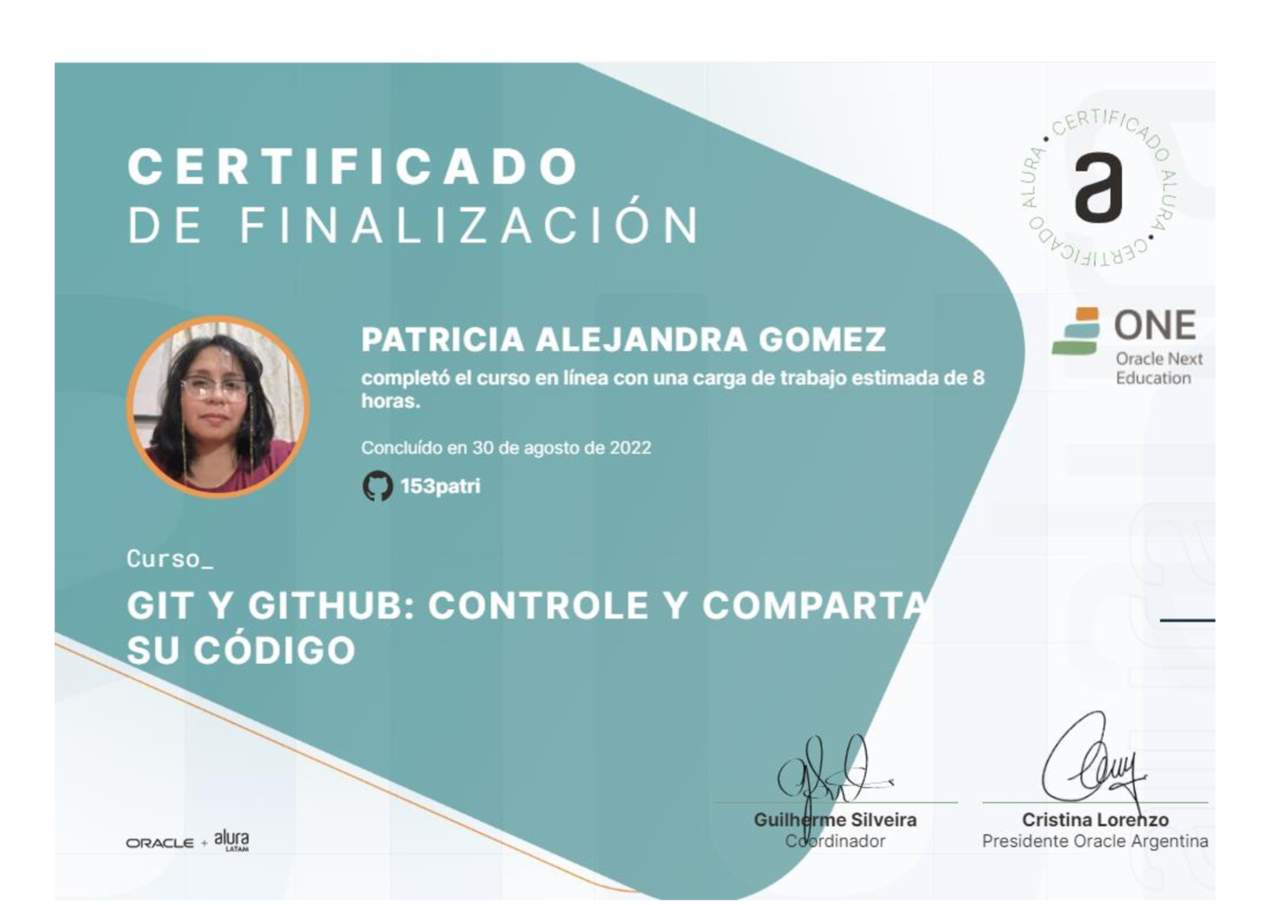 CERTIFICADO
DE FINALIZACIÓN
CERTIFICADO ALURA • CERTIFICADO ALURA •
a
ONE
Oracle Next
Education
PATRICIA ALEJANDRA GOMEZ
completó el curso en línea con una carga de trabajo estimada de 8
horas.
Concluído en 30 de agosto de 2022
153patri
Curso_
GIT Y GITHUB: CONTROLE Y COMPARTA
SU CÓDIGO
ORACLE + alura
LATAM
Guilherme Silveira
Coordinador
Cristina Lorenzo
Presidente Oracle Argentina